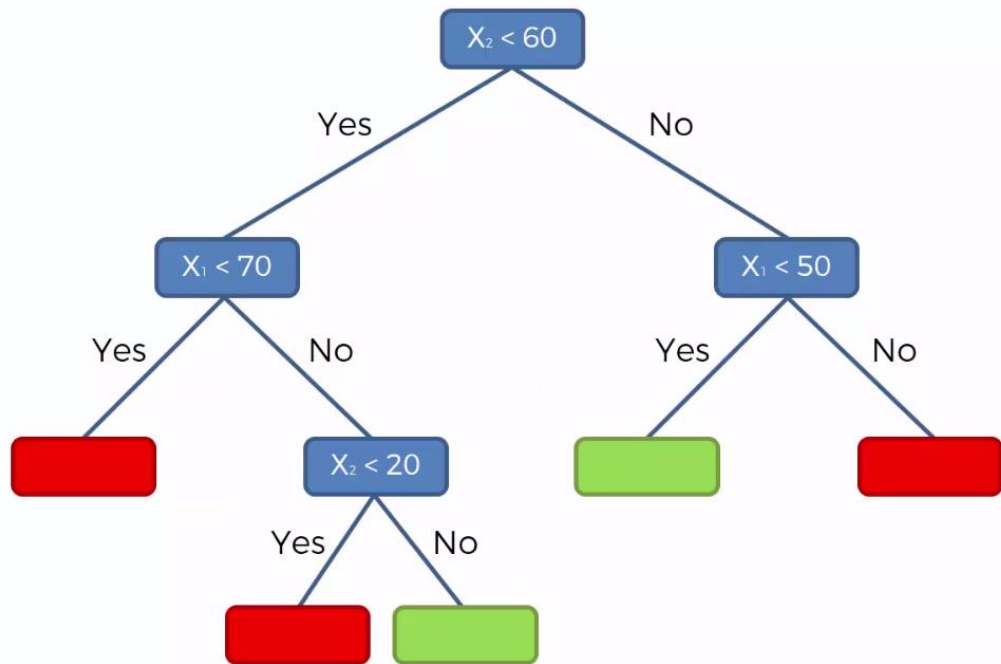 X₂ < 60
Yes
No
X₁ < 70
X₁ < 50
Yes
No
Yes
No
X₂ < 20
Yes
No